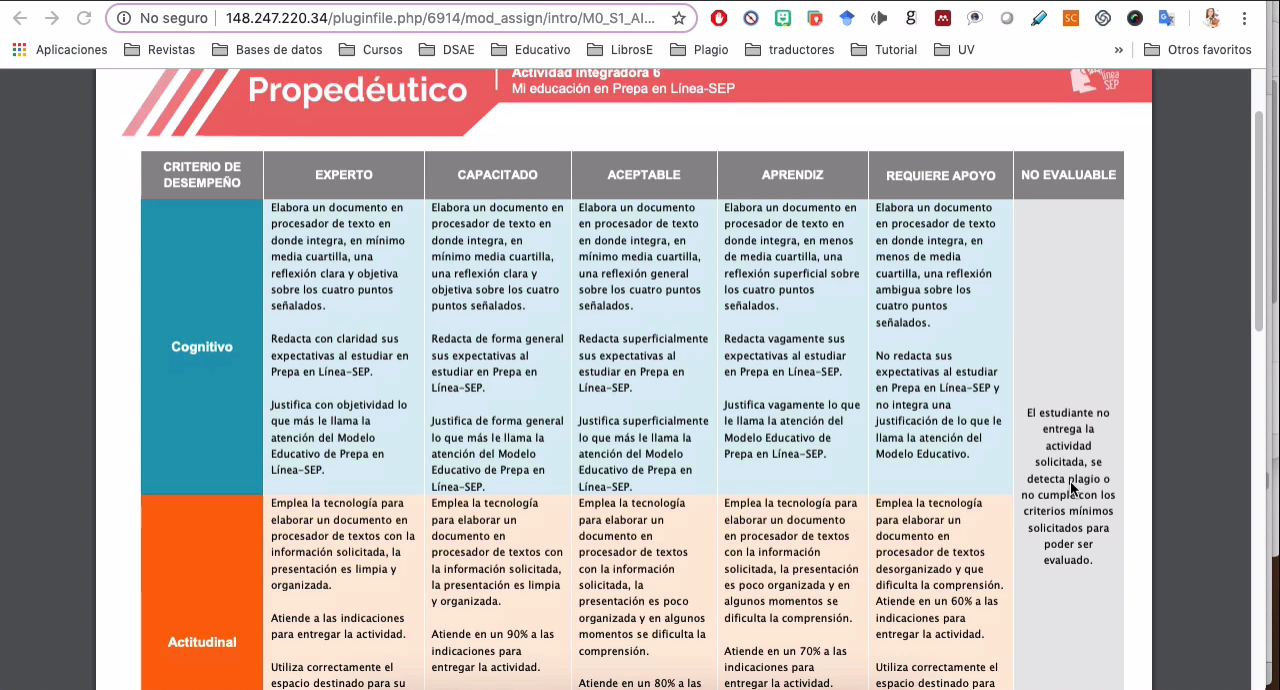 No seguro
148.247.220.34/pluginfile.php/6914/mod_assign/intro/M0_S1_AI...
Aplicaciones
Revistas
Bases de datos
Cursos
DSAE
Educativo
LibrosE
Plagio
traductores
Tutorial
UV
»
Otros favoritos
Propedéutico
Actividad integradora 6
Mi educación en Prepa en Línea-SEP
línea
SEP
CRITERIO DE
DESEMPEÑO
EXPERTO
CAPACITADO
ACEPTABLE
APRENDIZ
REQUIERE APOYO
NO EVALUABLE
Cognitivo
Elabora un documento en
procesador de texto en
donde integra, en mínimo
media cuartilla, una
reflexión clara y objetiva
sobre los cuatro puntos
señalados.
Redacta con claridad sus
expectativas al estudiar en
Prepa en Línea-SEP.
Justifica con objetividad lo
que más le llama la
atención del Modelo
Educativo de Prepa en
Línea-SEP.
Elabora un documento en
procesador de texto en
donde integra, en
mínimo media cuartilla,
una reflexión clara y
objetiva sobre los cuatro
puntos señalados.
Redacta de forma general
sus expectativas al
estudiar en Prepa en
Línea-SEP.
Justifica de forma general
lo que más le llama la
atención del Modelo
Educativo de Prepa en
Línea-SEP.
Elabora un documento
en procesador de texto
en donde integra, en
mínimo media cuartilla,
una reflexión general
sobre los cuatro puntos
señalados.
Redacta superficialmente
sus expectativas al
estudiar en Prepa en
Línea-SEP.
Justifica superficialmente
lo que más le llama la
atención del Modelo
Educativo de Prepa en
Línea-SEP.
Elabora un documento en
procesador de texto en
donde integra, en menos
de media cuartilla, una
reflexión superficial sobre
los cuatro puntos
señalados.
Redacta vagamente sus
expectativas al estudiar
en Prepa en Línea-SEP.
Justifica vagamente lo que
le llama la atención del
Modelo Educativo de
Prepa en Línea-SEP.
Elabora un documento
en procesador de texto
en donde integra, en
menos de media
cuartilla, una reflexión
ambigua sobre los
cuatro puntos
señalados.
No redacta sus
expectativas al estudiar
en Prepa en Línea-SEP y
no integra una
justificación de lo que le
llama la atención del
Modelo Educativo.
El estudiante no
entrega la
actividad
solicitada, se
detecta plagio o
no cumple con los
criterios mínimos
solicitados para
poder ser
evaluado.
Actitudinal
Emplea la tecnología para
elaborar un documento en
procesador de textos con la
información solicitada, la
presentación es limpia y
organizada.
Atiende a las indicaciones
para entregar la actividad.
Utiliza correctamente el
espacio destinado para su
Emplea la tecnología
para elaborar un
documento en
procesador de textos con
la información solicitada,
la presentación es limpia
y organizada.
Atiende en un 90% a las
indicaciones para
entregar la actividad.
Emplea la tecnología
para elaborar un
documento en
procesador de textos
con la información
solicitada, la
presentación es poco
organizada y en algunos
momentos se dificulta la
comprensión.
Atiende en un 80% a las
Emplea la tecnología para
elaborar un documento
en procesador de textos
con la información
solicitada, la presentación
es poco organizada y en
algunos momentos se
dificulta la comprensión.
Atiende en un 70% a las
indicaciones para
entregar la actividad.
Emplea la tecnología
para elaborar un
documento en
procesador de textos
desorganizado y que
dificulta la comprensión.
Atiende en un 60% a las
indicaciones para
entregar la actividad.
Utiliza correctamente el
espacio destinado para